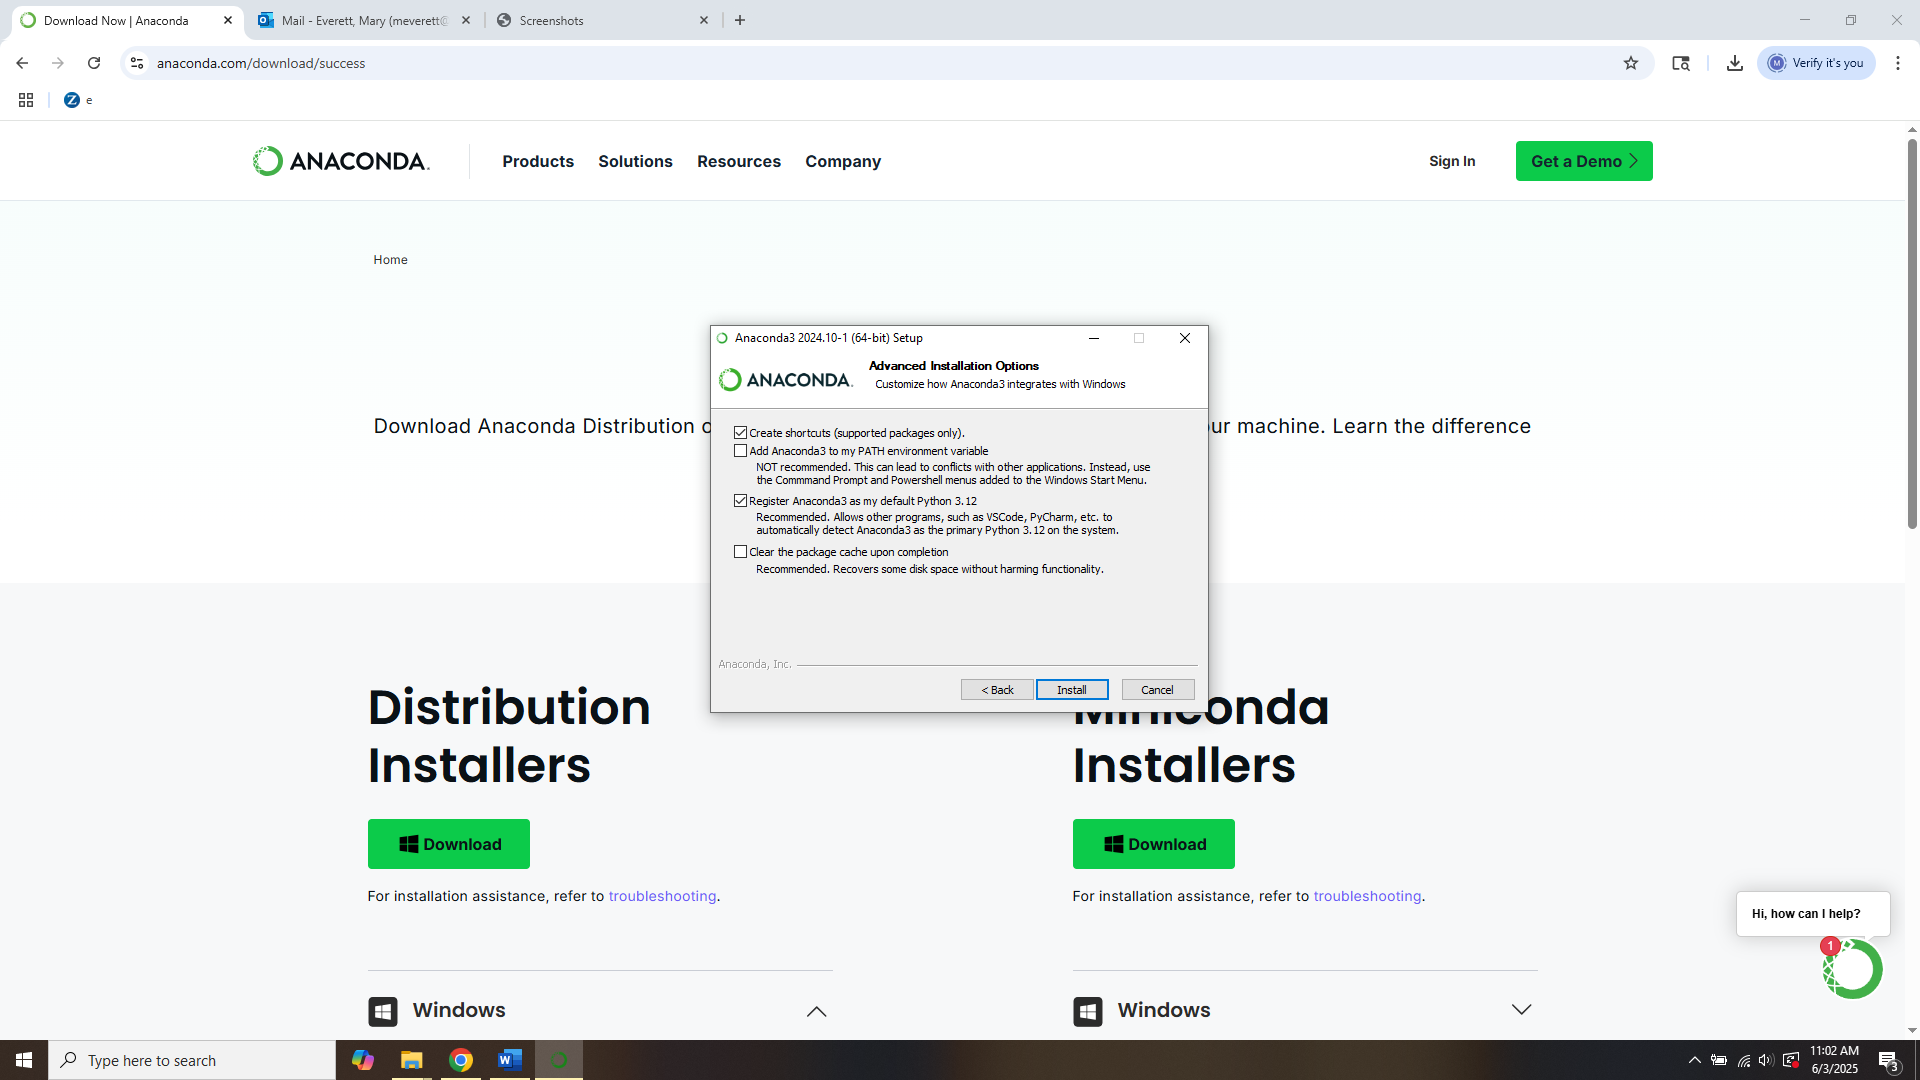 Download Now | Anaconda
Mail - Everett, Mary (meverett@
Screenshots
anaconda.com/download/success
Verify it's you
e
ANACONDA.
Products
Solutions
Resources
Company
Sign In
Get a Demo
Home
Anaconda3 2024.10-1 (64-bit) Setup
ANACONDA.
Advanced Installation Options
Customize how Anaconda3 integrates with Windows
Download Anaconda Distribution
ur machine. Learn the difference
Create shortcuts (supported packages only).
Add Anaconda3 to my PATH environment variable
NOT recommended. This can lead to conflicts with other applications. Instead, use
the Commmand Prompt and Powershell menus added to the Windows Start Menu.
Register Anaconda3 as my default Python 3.12
Recommended. Allows other programs, such as VSCode, PyCharm, etc. to
automatically detect Anaconda3 as the primary Python 3.12 on the system.
Clear the package cache upon completion
Recommended. Recovers some disk space without harming functionality.
Anaconda, Inc.
< Back
Install
Cancel
Distribution
Installers
Download
For installation assistance, refer to troubleshooting.
Windows
Miniconda
Installers
Download
For installation assistance, refer to troubleshooting.
Windows
Hi, how can I help?
1
Type here to search
11:02 AM
6/3/2025
3